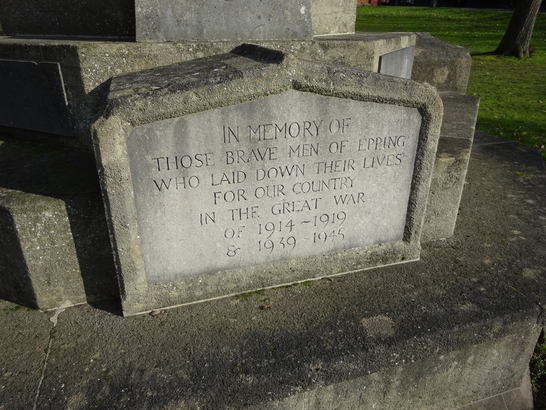 IN MEMORY OF
THOSE BRAVE MEN OF EPPING
WHO LAID DOWN THEIR LIVES
FOR OUR COUNTRY
IN THE GREAT WAR
OF 1914~1919
& 1939-1945